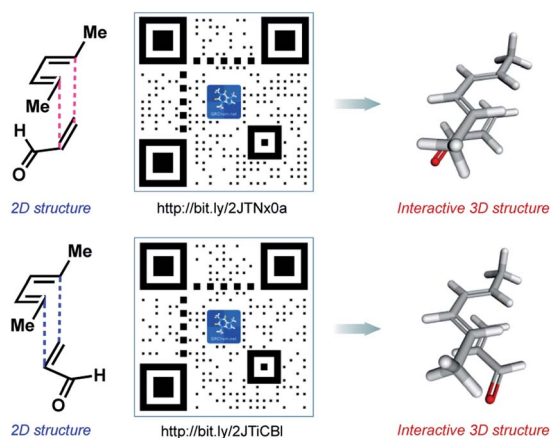 Me
Me
H
O
2D structure
http://bit.ly/2JTNx0a
Interactive 3D structure
Me
Me
H
O
2D structure
http://bit.ly/2JTiCBl
Interactive 3D structure